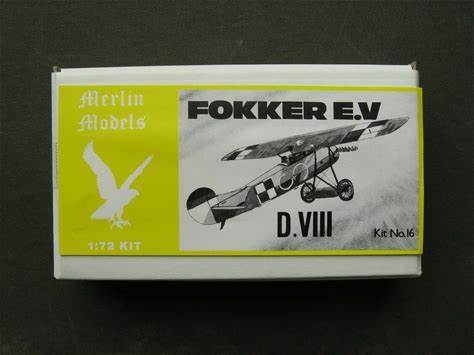 Merlin
Models
1:72 KIT
FOKKER E.V
D.VIII
Kit No.16